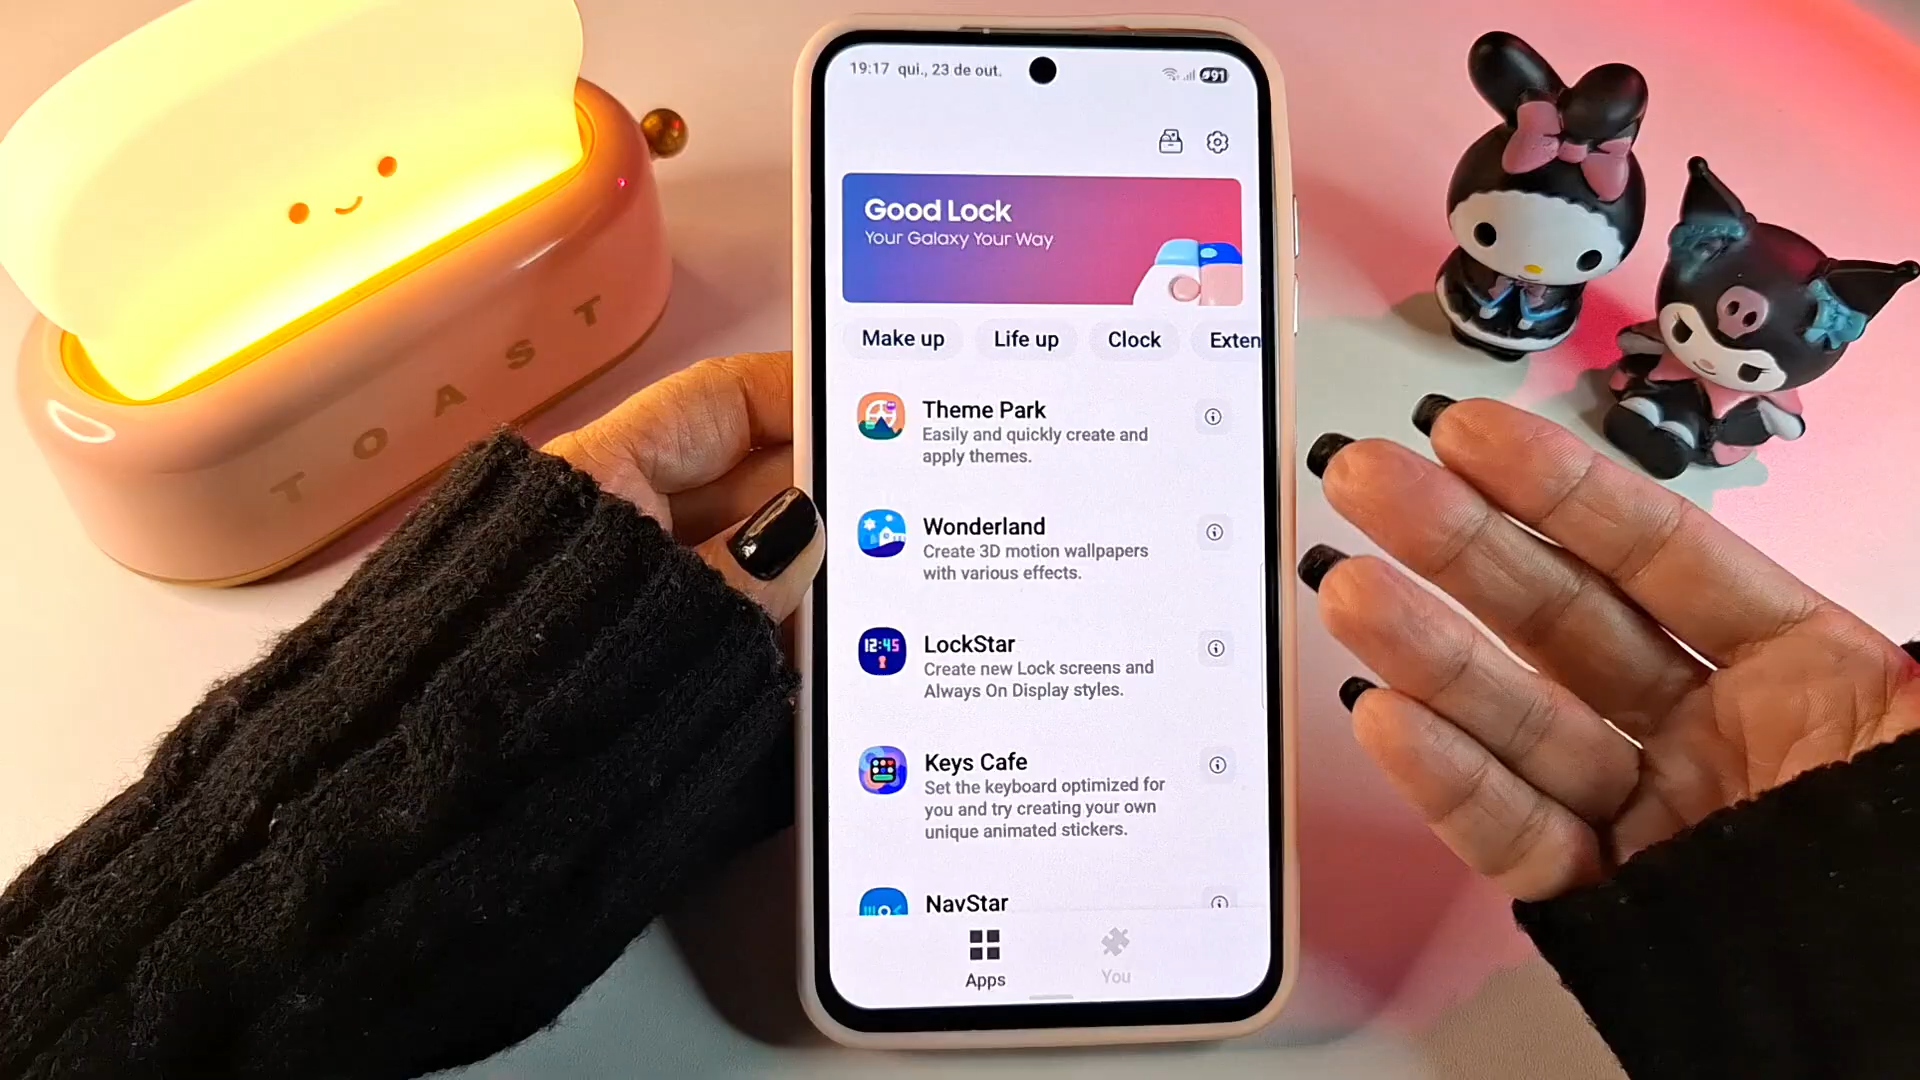 TOAST
19:17 qui., 23 de out.
91
Good Lock
Your Galaxy Your Way
Make up
Life up
Clock
Exten
Theme Park
Easily and quickly create and
apply themes.
Wonderland
Create 3D motion wallpapers
with various effects.
12:45
LockStar
Create new Lock screens and
Always On Display styles.
Keys Cafe
Set the keyboard optimized for
you and try creating your own
unique animated stickers.
NavStar
Apps
You